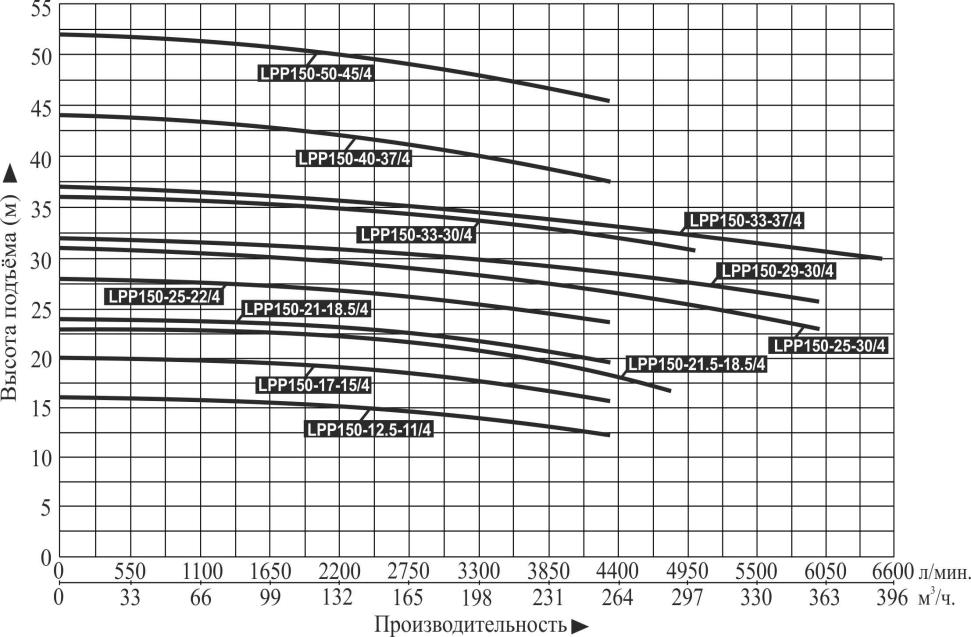 55
50
45
40
35
30
25
20
15
10
5
0
Высота подъёма (м)
LPP150-50-45/4
LPP150-40-37/4
LPP150-33-37/4
LPP150-33-30/4
LPP150-29-30/4
LPP150-25-22/4
LPP150-21-18.5/4
LPP150-25-30/4
LPP150-21.5-18.5/4
LPP150-17-15/4
LPP150-12.5-11/4
0 550 1100 1650 2200 2750 3300 3850 4400 4950 5500 6050 6600 л/мин.
0 33 66 99 132 165 198 231 264 297 330 363 396 м³/ч.
Производительность